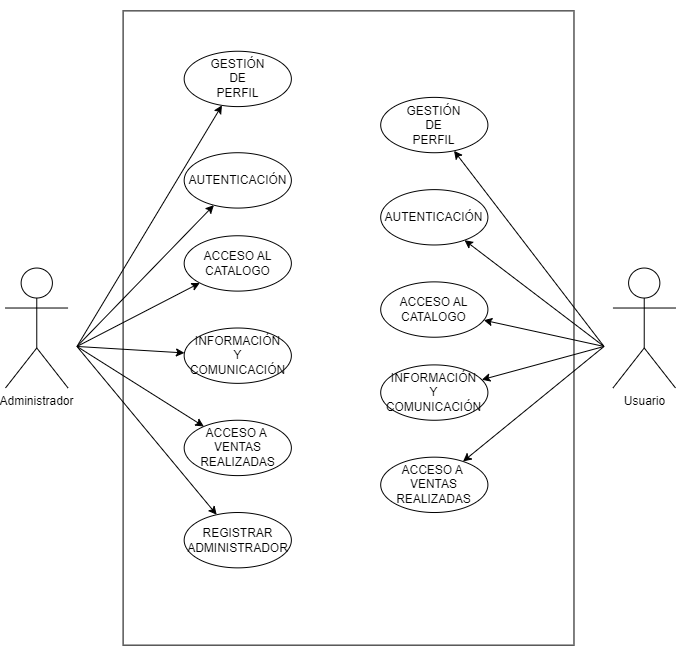 GESTIÓN
DE
PERFIL
AUTENTICACIÓN
ACCESO AL
CATALOGO
INFORMACIÓN
Y
COMUNICACIÓN
ACCESO A
VENTAS
REALIZADAS
REGISTRAR
ADMINISTRADOR
Administrador
GESTIÓN
DE
PERFIL
AUTENTICACIÓN
ACCESO AL
CATALOGO
INFORMACIÓN
Y
COMUNICACIÓN
ACCESO A
VENTAS
REALIZADAS
Usuario